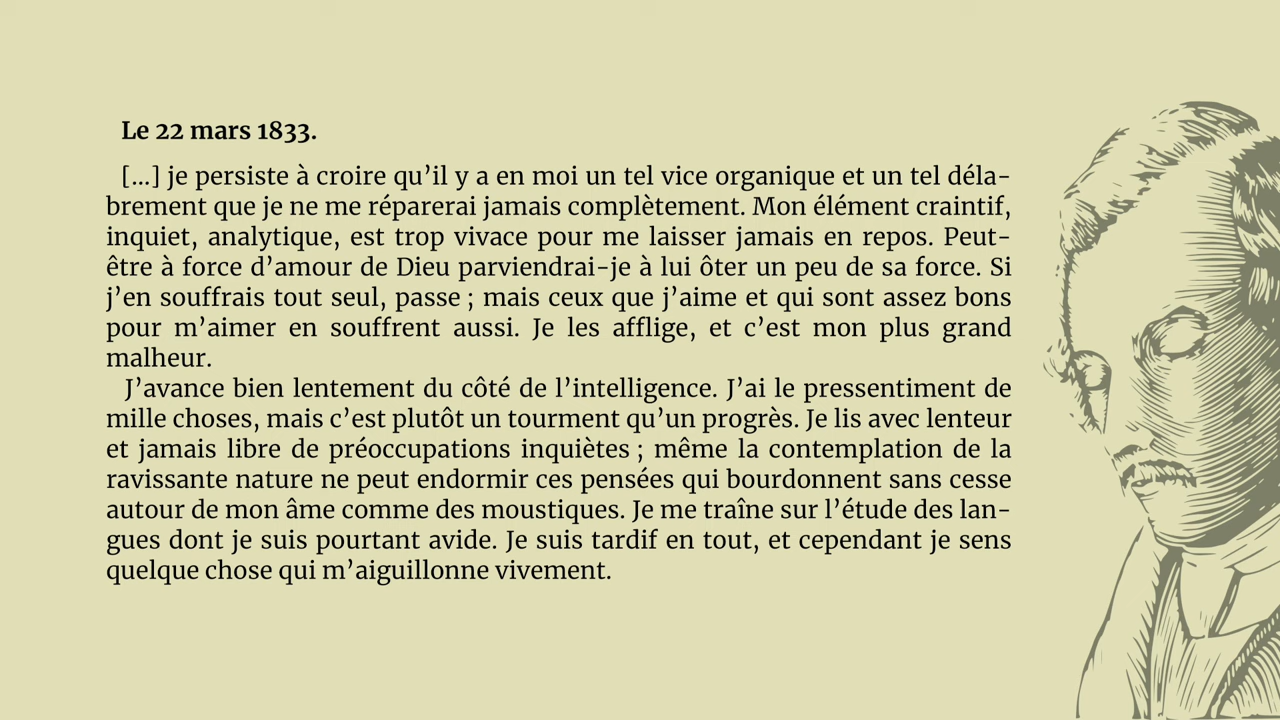 Le 22 mars 1833.
[...] je persiste à croire qu’il y a en moi un tel vice organique et un tel déla-
brement que je ne me réparerai jamais complètement. Mon élément craintif,
inquiet, analytique, est trop vivace pour me laisser jamais en repos. Peut-
être à force d’amour de Dieu parviendrai-je à lui ôter un peu de sa force. Si
j’en souffrais tout seul, passe ; mais ceux que j’aime et qui sont assez bons
pour m’aimer en souffrent aussi. Je les afflige, et c’est mon plus grand
malheur.
J’avance bien lentement du côté de l’intelligence. J’ai le pressentiment de
mille choses, mais c’est plutôt un tourment qu’un progrès. Je lis avec lenteur
et jamais libre de préoccupations inquiètes ; même la contemplation de la
ravissante nature ne peut endormir ces pensées qui bourdonnent sans cesse
autour de mon âme comme des moustiques. Je me traîne sur l’étude des lan-
gues dont je suis pourtant avide. Je suis tardif en tout, et cependant je sens
quelque chose qui m’aiguillonne vivement.